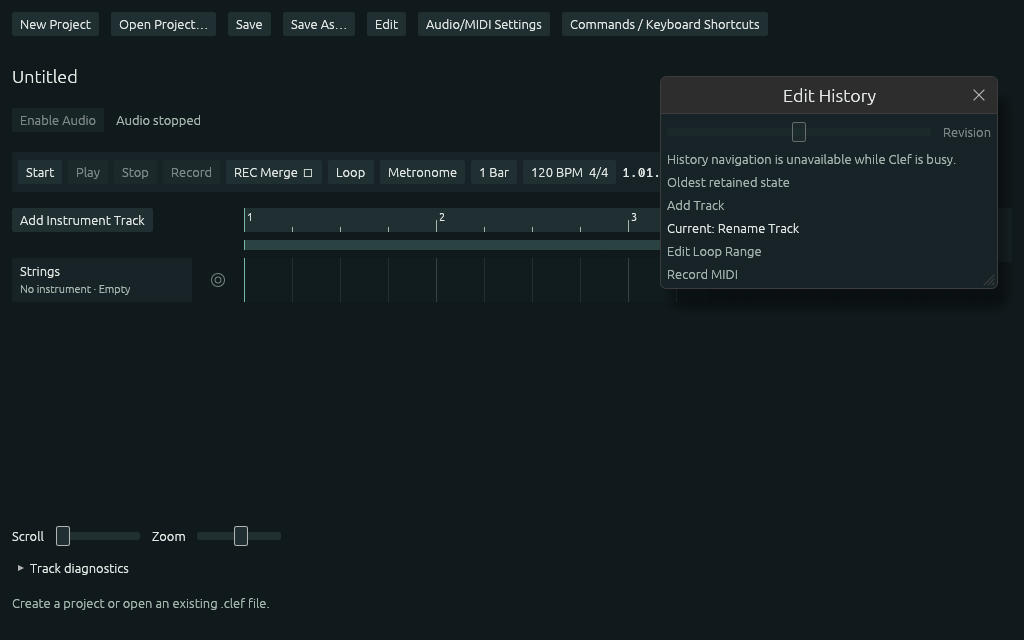 New Project Open Project... Save Save As... Edit Audio/MIDI Settings Commands / Keyboard Shortcuts
Untitled
Enable Audio Audio stopped
Start Play Stop Record REC Merge Loop Metronome 1 Bar 120 BPM 4/4 1.01.
Add Instrument Track 1 2 3
Strings
No instrument · Empty
Edit History
Revision
History navigation is unavailable while Clef is busy.
Oldest retained state
Add Track
Current: Rename Track
Edit Loop Range
Record MIDI
Scroll Zoom
Track diagnostics
Create a project or open an existing .clef file.